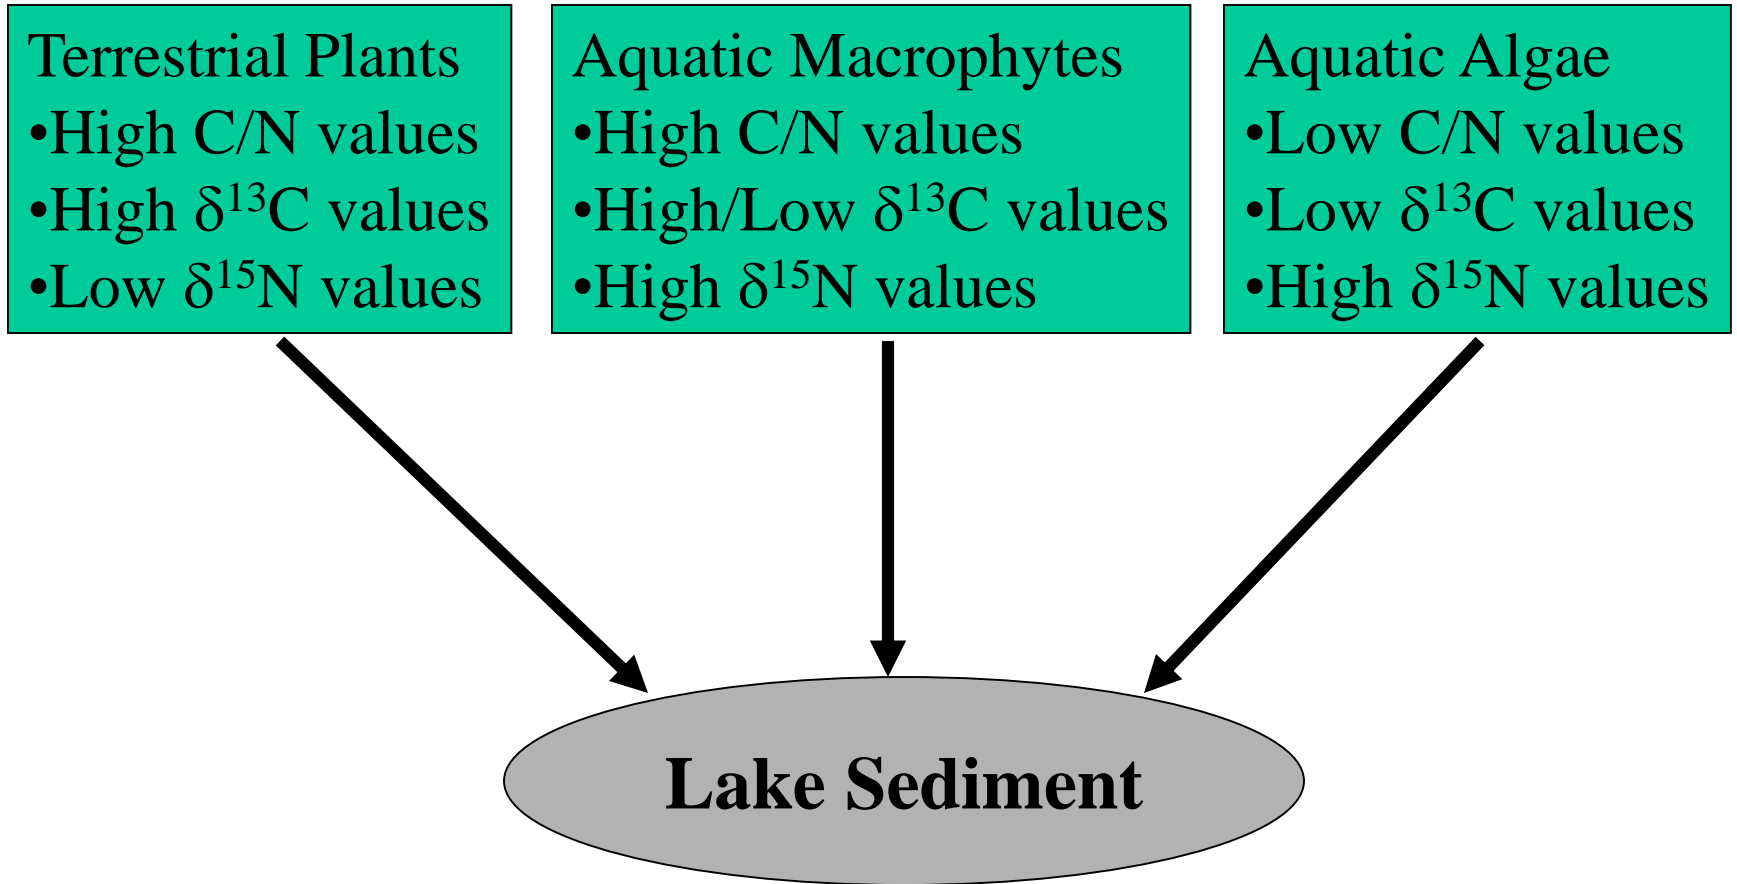 Terrestrial Plants
•High C/N values
•High δ¹³C values
•Low δ¹⁵N values
Aquatic Macrophytes
•High C/N values
•High/Low δ¹³C values
•High δ¹⁵N values
Aquatic Algae
•Low C/N values
•Low δ¹³C values
•High δ¹⁵N values
Lake Sediment